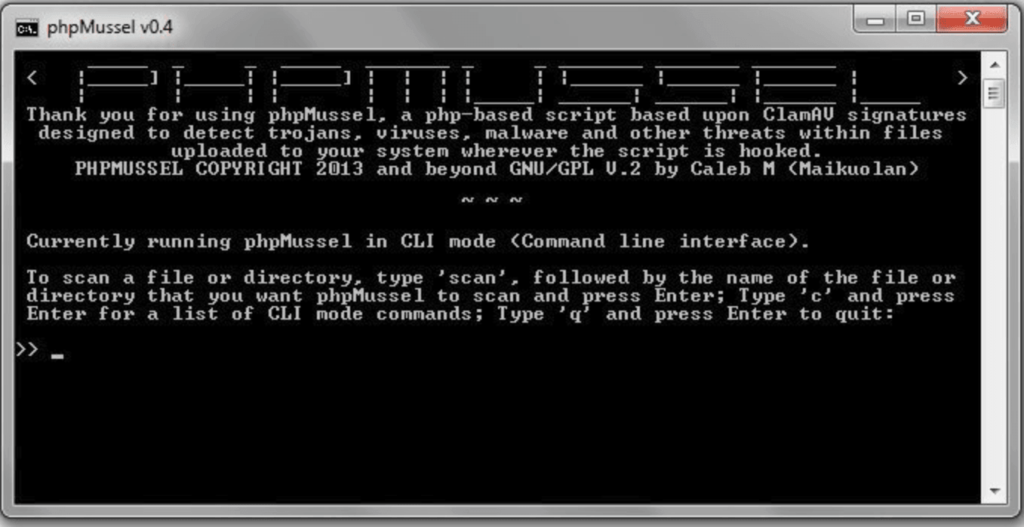 phpMussel v0.4
< PHPMUSSEL >
Thank you for using phpMussel, a php-based script based upon ClamAV signatures
designed to detect trojans, viruses, malware and other threats within files
uploaded to your system wherever the script is hooked.
PHPMUSSEL COPYRIGHT 2013 and beyond GNU/GPL V.2 by Caleb M (Maikuolan)
~ ~ ~
Currently running phpMussel in CLI mode (Command line interface).
To scan a file or directory, type 'scan', followed by the name of the file or
directory that you want phpMussel to scan and press Enter; Type 'c' and press
Enter for a list of CLI mode commands; Type 'q' and press Enter to quit:
>> _